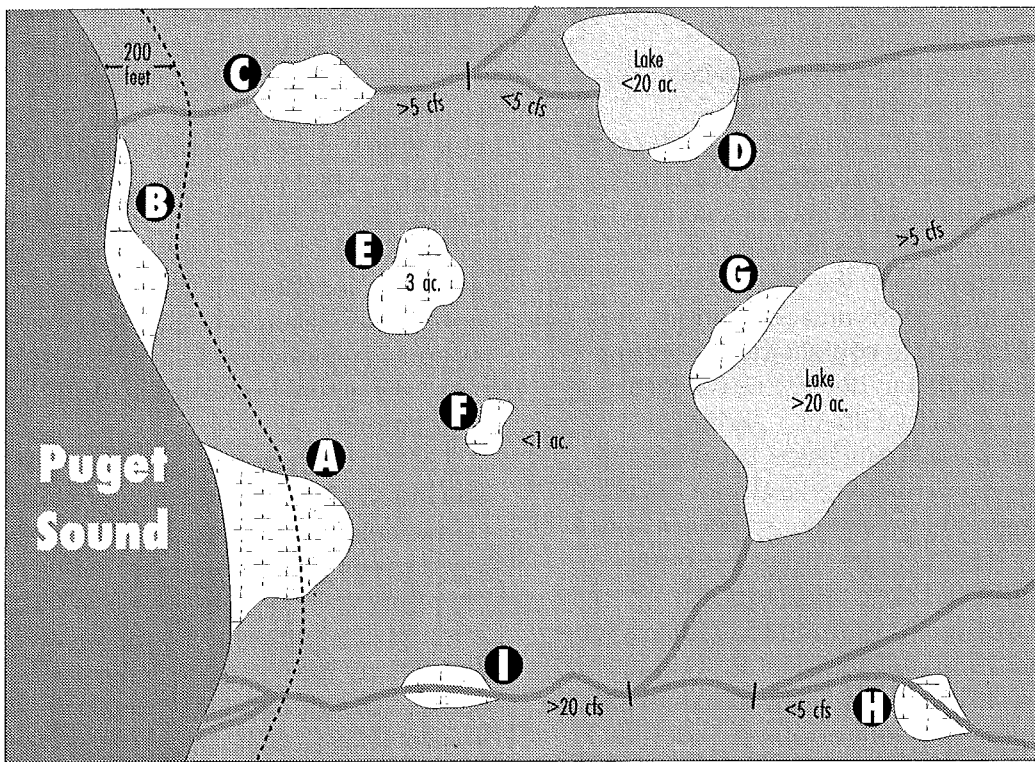 200
feet
C
>5 cfs
<5 cfs
Lake
<20 ac.
D
B
E
3 ac.
>5 cfs
G
Lake
>20 ac.
F
<1 ac.
A
Puget
Sound
I
>20 cfs
<5 cfs
H